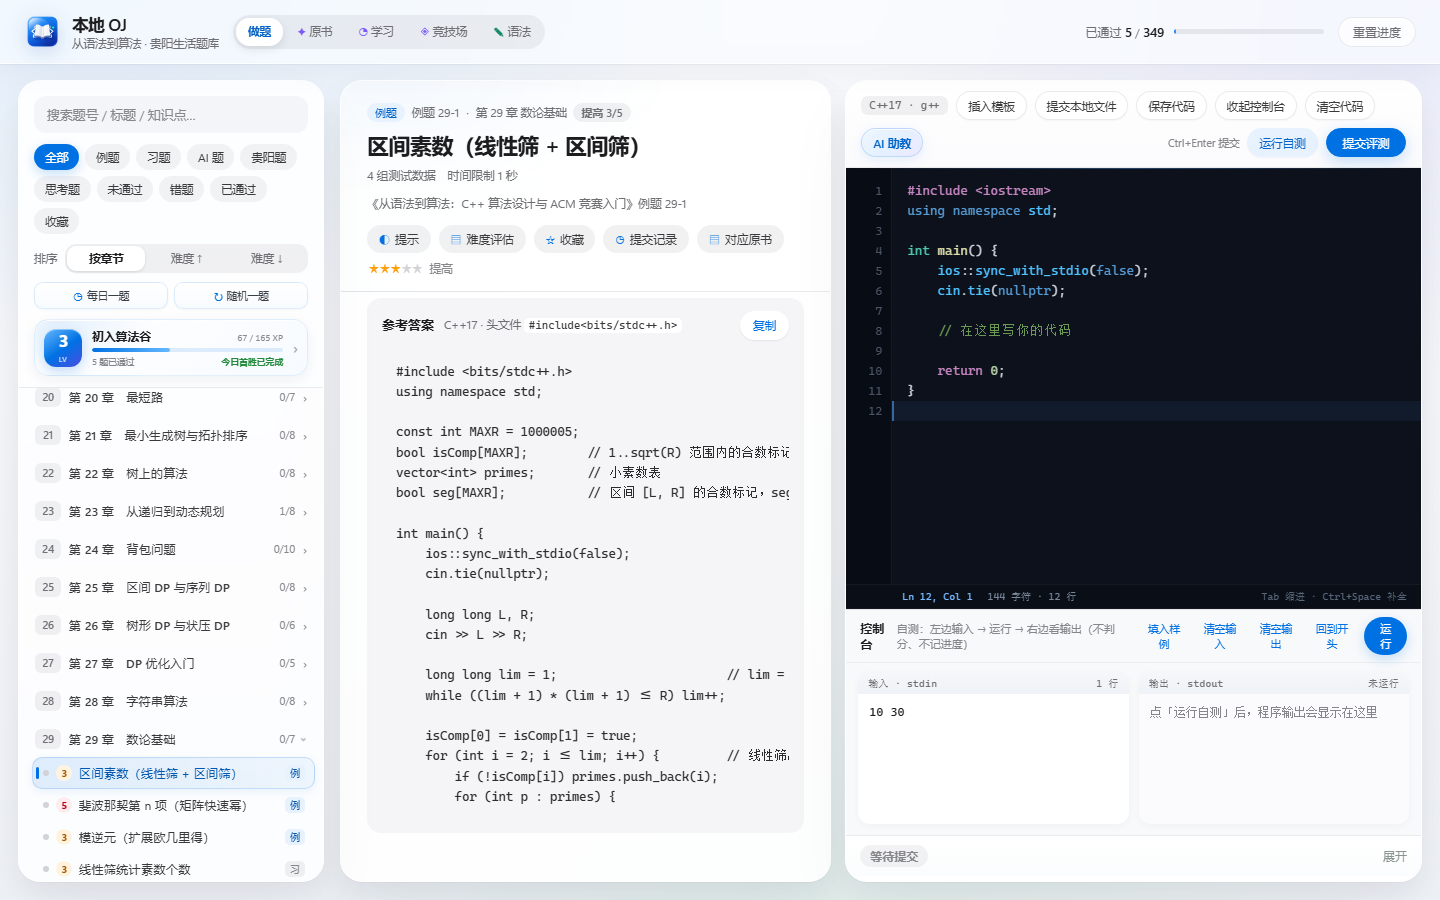 本地 OJ
从语法到算法 · 贵阳生活题库
做题
原书
学习
竞技场
语法
已通过 5 / 349
重置进度
搜索题号 / 标题 / 知识点...
全部
例题
习题
AI 题
贵阳题
思考题
未通过
错题
已通过
收藏
排序
按章节
难度 ↑
难度 ↓
每日一题
随机一题
3
LV
初入算法谷
67 / 165 XP
5 题已通过
今日首胜已完成
20 第 20 章 最短路 0/7
21 第 21 章 最小生成树与拓扑排序 0/8
22 第 22 章 树上的算法 0/8
23 第 23 章 从递归到动态规划 1/8
24 第 24 章 背包问题 0/10
25 第 25 章 区间 DP 与序列 DP 0/8
26 第 26 章 树形 DP 与状压 DP 0/6
27 第 27 章 DP 优化入门 0/5
28 第 28 章 字符串算法 0/8
29 第 29 章 数论基础 0/7
3 区间素数（线性筛 + 区间筛） 例
5 斐波那契第 n 项（矩阵快速幂） 例
3 模逆元（扩展欧几里得） 例
3 线性筛统计素数个数 习
例题 例题 29-1 · 第 29 章 数论基础 提高 3/5
区间素数（线性筛 + 区间筛）
4 组测试数据 时间限制 1 秒
《从语法到算法：C++ 算法设计与 ACM 竞赛入门》例题 29-1
提示
难度评估
收藏
提交记录
对应原书
★★★★★ 提高
参考答案 C++17 · 头文件 #include<bits/stdc++.h>
复制
#include <bits/stdc++.h>
using namespace std;
const int MAXR = 1000005;
bool isComp[MAXR]; // 1..sqrt(R) 范围内的合数标记
vector<int> primes; // 小素数表
bool seg[MAXR]; // 区间 [L, R] 的合数标记，seg
int main() {
ios::sync_with_stdio(false);
cin.tie(nullptr);
long long L, R;
cin >> L >> R;
long long lim = 1; // lim =
while ((lim + 1) * (lim + 1) <= R) lim++;
isComp[0] = isComp[1] = true;
for (int i = 2; i <= lim; i++) { // 线性筛
if (!isComp[i]) primes.push_back(i);
for (int p : primes) {
C++17 · g++
插入模板
提交本地文件
保存代码
收起控制台
清空代码
AI 助教
Ctrl+Enter 提交
运行自测
提交评测
1 #include <iostream>
2 using namespace std;
3
4 int main() {
5 ios::sync_with_stdio(false);
6 cin.tie(nullptr);
7
8 // 在这里写你的代码
9
10 return 0;
11 }
12
Ln 12, Col 1 144 字符 · 12 行
Tab 缩进 · Ctrl+Space 补全
控制台
自测：左边输入 → 运行 → 右边看输出（不判分、不记进度）
填入样例
清空输入
清空输出
回到开头
运行
输入 · stdin 1 行
10 30
输出 · stdout 未运行
点「运行自测」后，程序输出会显示在这里
等待提交
展开